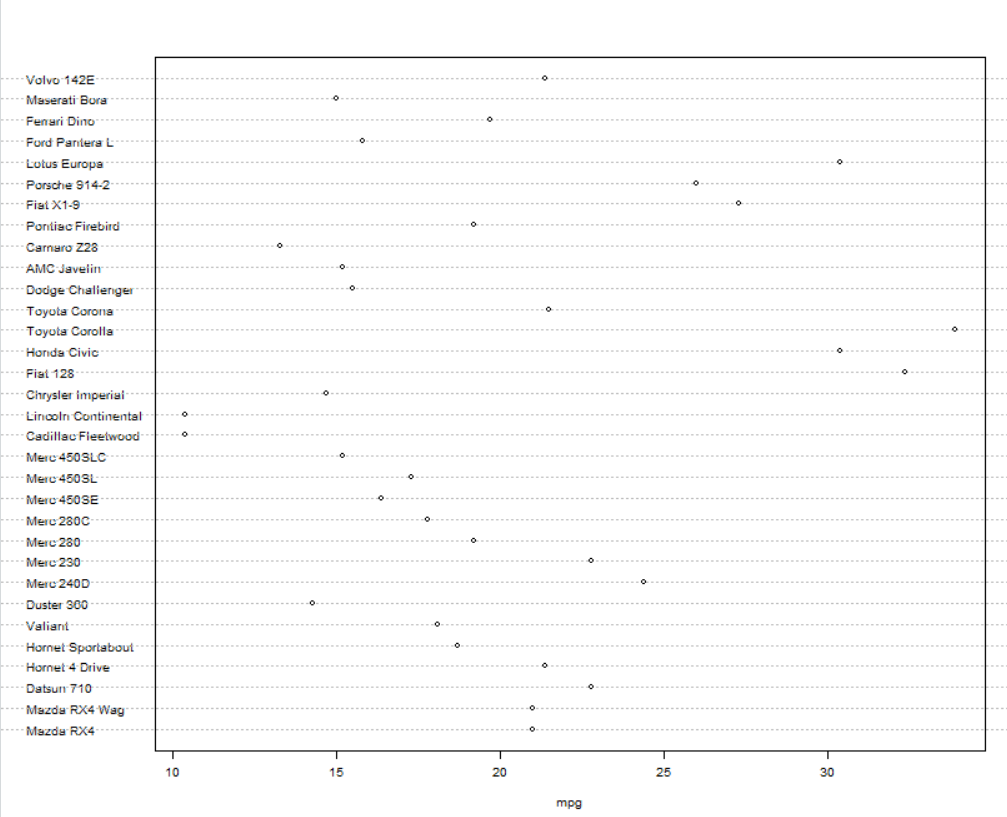 Volvo 142E
Maserati Bora
Ferrari Dino
Ford Pantera L
Lotus Europa
Porsche 914-2
Fiat X1-9
Pontiac Firebird
Camaro Z28
AMC Javelin
Dodge Challenger
Toyota Corona
Toyota Corolla
Honda Civic
Fiat 128
Chrysler Imperial
Lincoln Continental
Cadillac Fleetwood
Merc 450SLC
Merc 450SL
Merc 450SE
Merc 280C
Merc 280
Merc 230
Merc 240D
Duster 360
Valiant
Hornet Sportabout
Hornet 4 Drive
Datsun 710
Mazda RX4 Wag
Mazda RX4
10 15 20 25 30
mpg